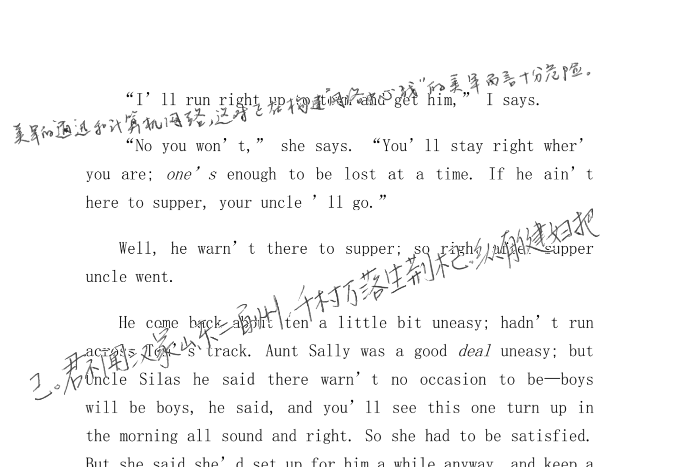 “I’ll run right up to town and get him,” I says.
美军的通迅和计算机网络,这对正在构建“网络中心战”的美军而言十分危险。
“No you won’t,” she says. “You’ll stay right wher’
you are; one’s enough to be lost at a time. If he ain’t
here to supper, your uncle ’ll go.”
Well, he warn’t there to supper; so right after supper
uncle went.
己。君不闻汉家山东二百州,千村万落生荆杞。纵有健妇把
He come back about ten a little bit uneasy; hadn’t run
across Tom’s track. Aunt Sally was a good deal uneasy; but
Uncle Silas he said there warn’t no occasion to be—boys
will be boys, he said, and you’ll see this one turn up in
the morning all sound and right. So she had to be satisfied.
But she said she’d set up for him a while anyway, and keep a